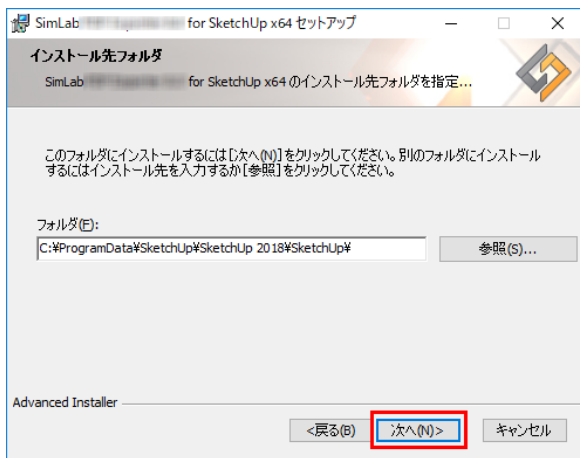 SimLab for SketchUp x64 セットアップ
インストール先フォルダ
SimLab for SketchUp x64 のインストール先フォルダを指定...
このフォルダにインストールするには[次へ(N)]をクリックしてください。別のフォルダにインストール
するにはインストール先を入力するか[参照]をクリックしてください。
フォルダ(F):
C:¥ProgramData¥SketchUp¥SketchUp 2018¥SketchUp¥
参照(S)...
Advanced Installer
<戻る(B)
次へ(N)>
キャンセル